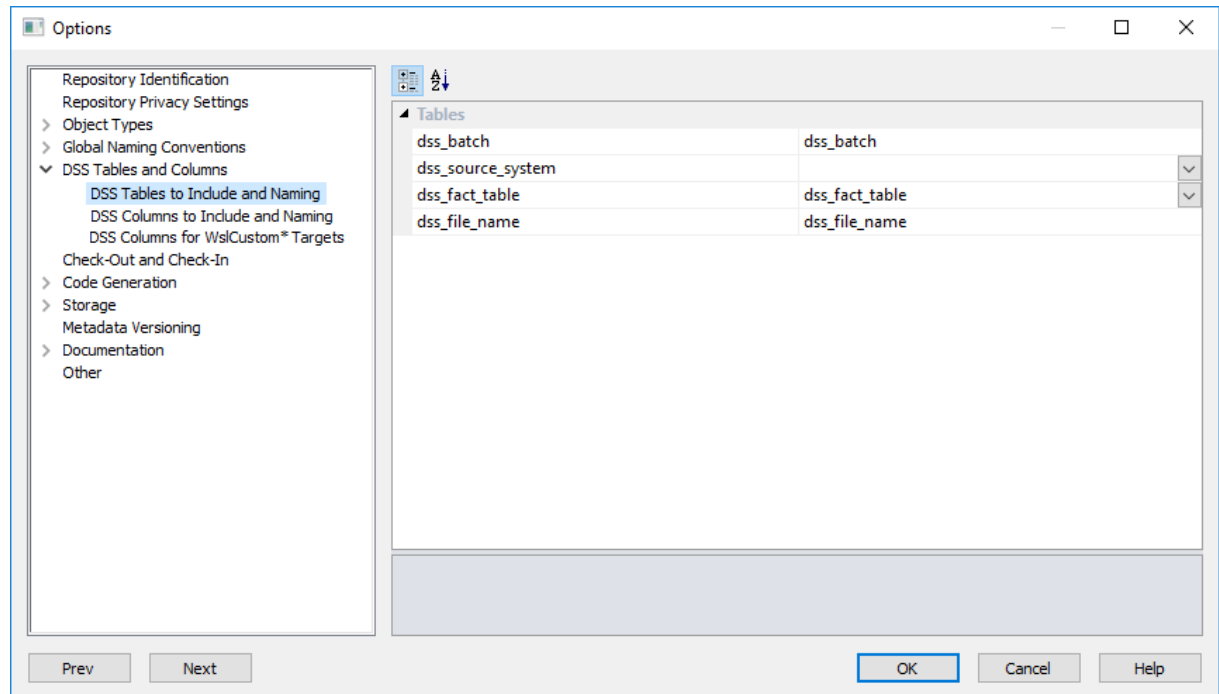 Options
Repository Identification
Repository Privacy Settings
Object Types
Global Naming Conventions
DSS Tables and Columns
DSS Tables to Include and Naming
DSS Columns to Include and Naming
DSS Columns for WslCustom* Targets
Check-Out and Check-In
Code Generation
Storage
Metadata Versioning
Documentation
Other
A
Z
Tables
dss_batch dss_batch
dss_source_system
dss_fact_table dss_fact_table
dss_file_name dss_file_name
Prev Next OK Cancel Help